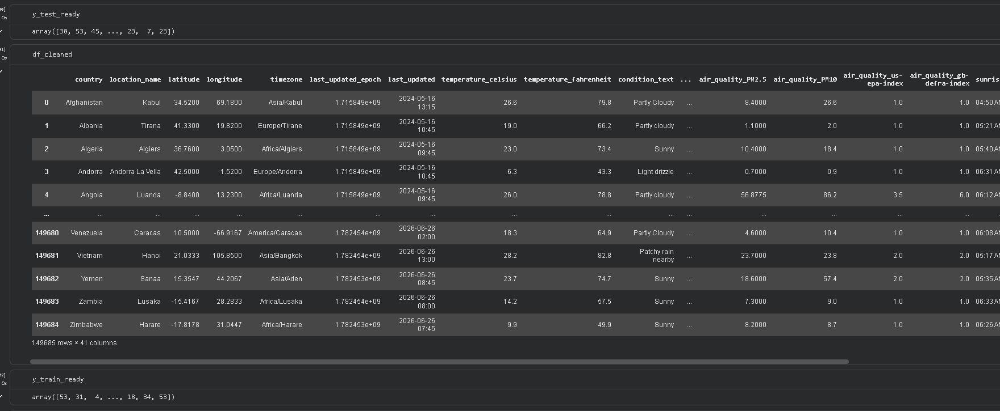 y_test_ready
array([38, 53, 45, ..., 23, 7, 23])
df_cleaned
country location_name latitude longitude timezone last_updated_epoch last_updated temperature_celsius temperature_fahrenheit condition_text ... air_quality_PM2.5 air_quality_PM10 air_quality_us-epa-index air_quality_gb-defra-index sunris
0 Afghanistan Kabul 34.5200 69.1800 Asia/Kabul 1.715849e+09 2024-05-16 13:15 26.6 79.8 Partly Cloudy ... 8.4000 26.6 1.0 1.0 04:50 A
1 Albania Tirana 41.3300 19.8200 Europe/Tirane 1.715849e+09 2024-05-16 10:45 19.0 66.2 Partly cloudy ... 1.1000 2.0 1.0 1.0 05:21 A
2 Algeria Algiers 36.7600 3.0500 Africa/Algiers 1.715849e+09 2024-05-16 09:45 23.0 73.4 Sunny ... 10.4000 18.4 1.0 1.0 05:40 A
3 Andorra Andorra La Vella 42.5000 1.5200 Europe/Andorra 1.715849e+09 2024-05-16 10:45 6.3 43.3 Light drizzle ... 0.7000 0.9 1.0 1.0 06:31 A
4 Angola Luanda -8.8400 13.2300 Africa/Luanda 1.715849e+09 2024-05-16 09:45 26.0 78.8 Partly cloudy ... 56.8775 86.2 3.5 6.0 06:12 A
... ... ... ... ... ... ... ... ... ... ... ... ... ... ... ... ...
149680 Venezuela Caracas 10.5000 -66.9167 America/Caracas 1.782454e+09 2026-06-26 02:00 18.3 64.9 Partly Cloudy ... 4.6000 10.4 1.0 1.0 06:08 A
149681 Vietnam Hanoi 21.0333 105.8500 Asia/Bangkok 1.782454e+09 2026-06-26 13:00 28.2 82.8 Patchy rain nearby ... 23.7000 23.8 2.0 2.0 05:17 A
149682 Yemen Sanaa 15.3547 44.2067 Asia/Aden 1.782453e+09 2026-06-26 08:45 23.7 74.7 Sunny ... 18.6000 57.4 2.0 2.0 05:35 A
149683 Zambia Lusaka -15.4167 28.2833 Africa/Lusaka 1.782453e+09 2026-06-26 08:00 14.2 57.5 Sunny ... 7.3000 9.0 1.0 1.0 06:33 A
149684 Zimbabwe Harare -17.8178 31.0447 Africa/Harare 1.782453e+09 2026-06-26 07:45 9.9 49.9 Sunny ... 8.2000 8.7 1.0 1.0 06:26 A
149685 rows × 41 columns
y_train_ready
array([53, 31, 4, ..., 18, 34, 53])